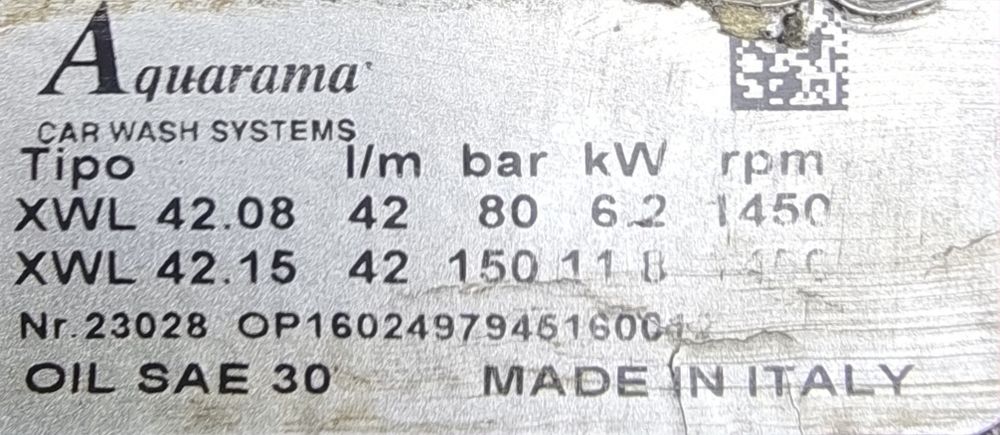 Aquarama
CAR WASH SYSTEMS
Tipo l/m bar kW rpm
XWL 42.08 42 80 6.2 1450
XWL 42.15 42 150 11 8
Nr.23028
OIL SAE 30 MADE IN ITALY